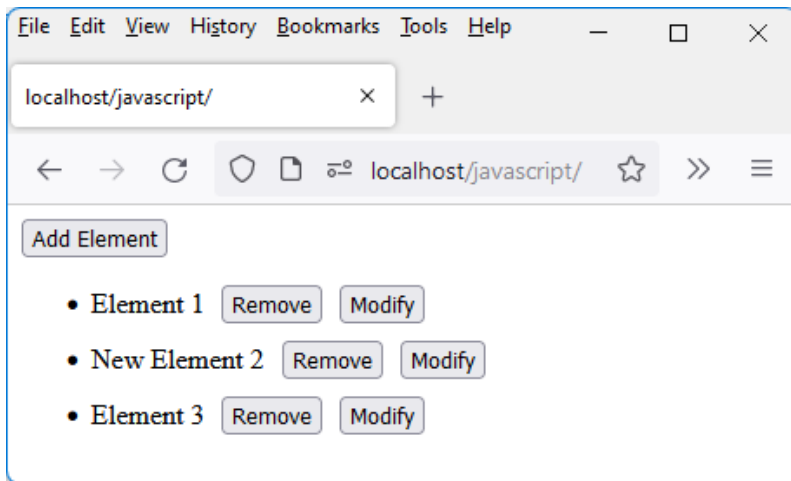 File Edit View History Bookmarks Tools Help
localhost/javascript/
localhost/javascript/
Add Element
Element 1 Remove Modify
New Element 2 Remove Modify
Element 3 Remove Modify